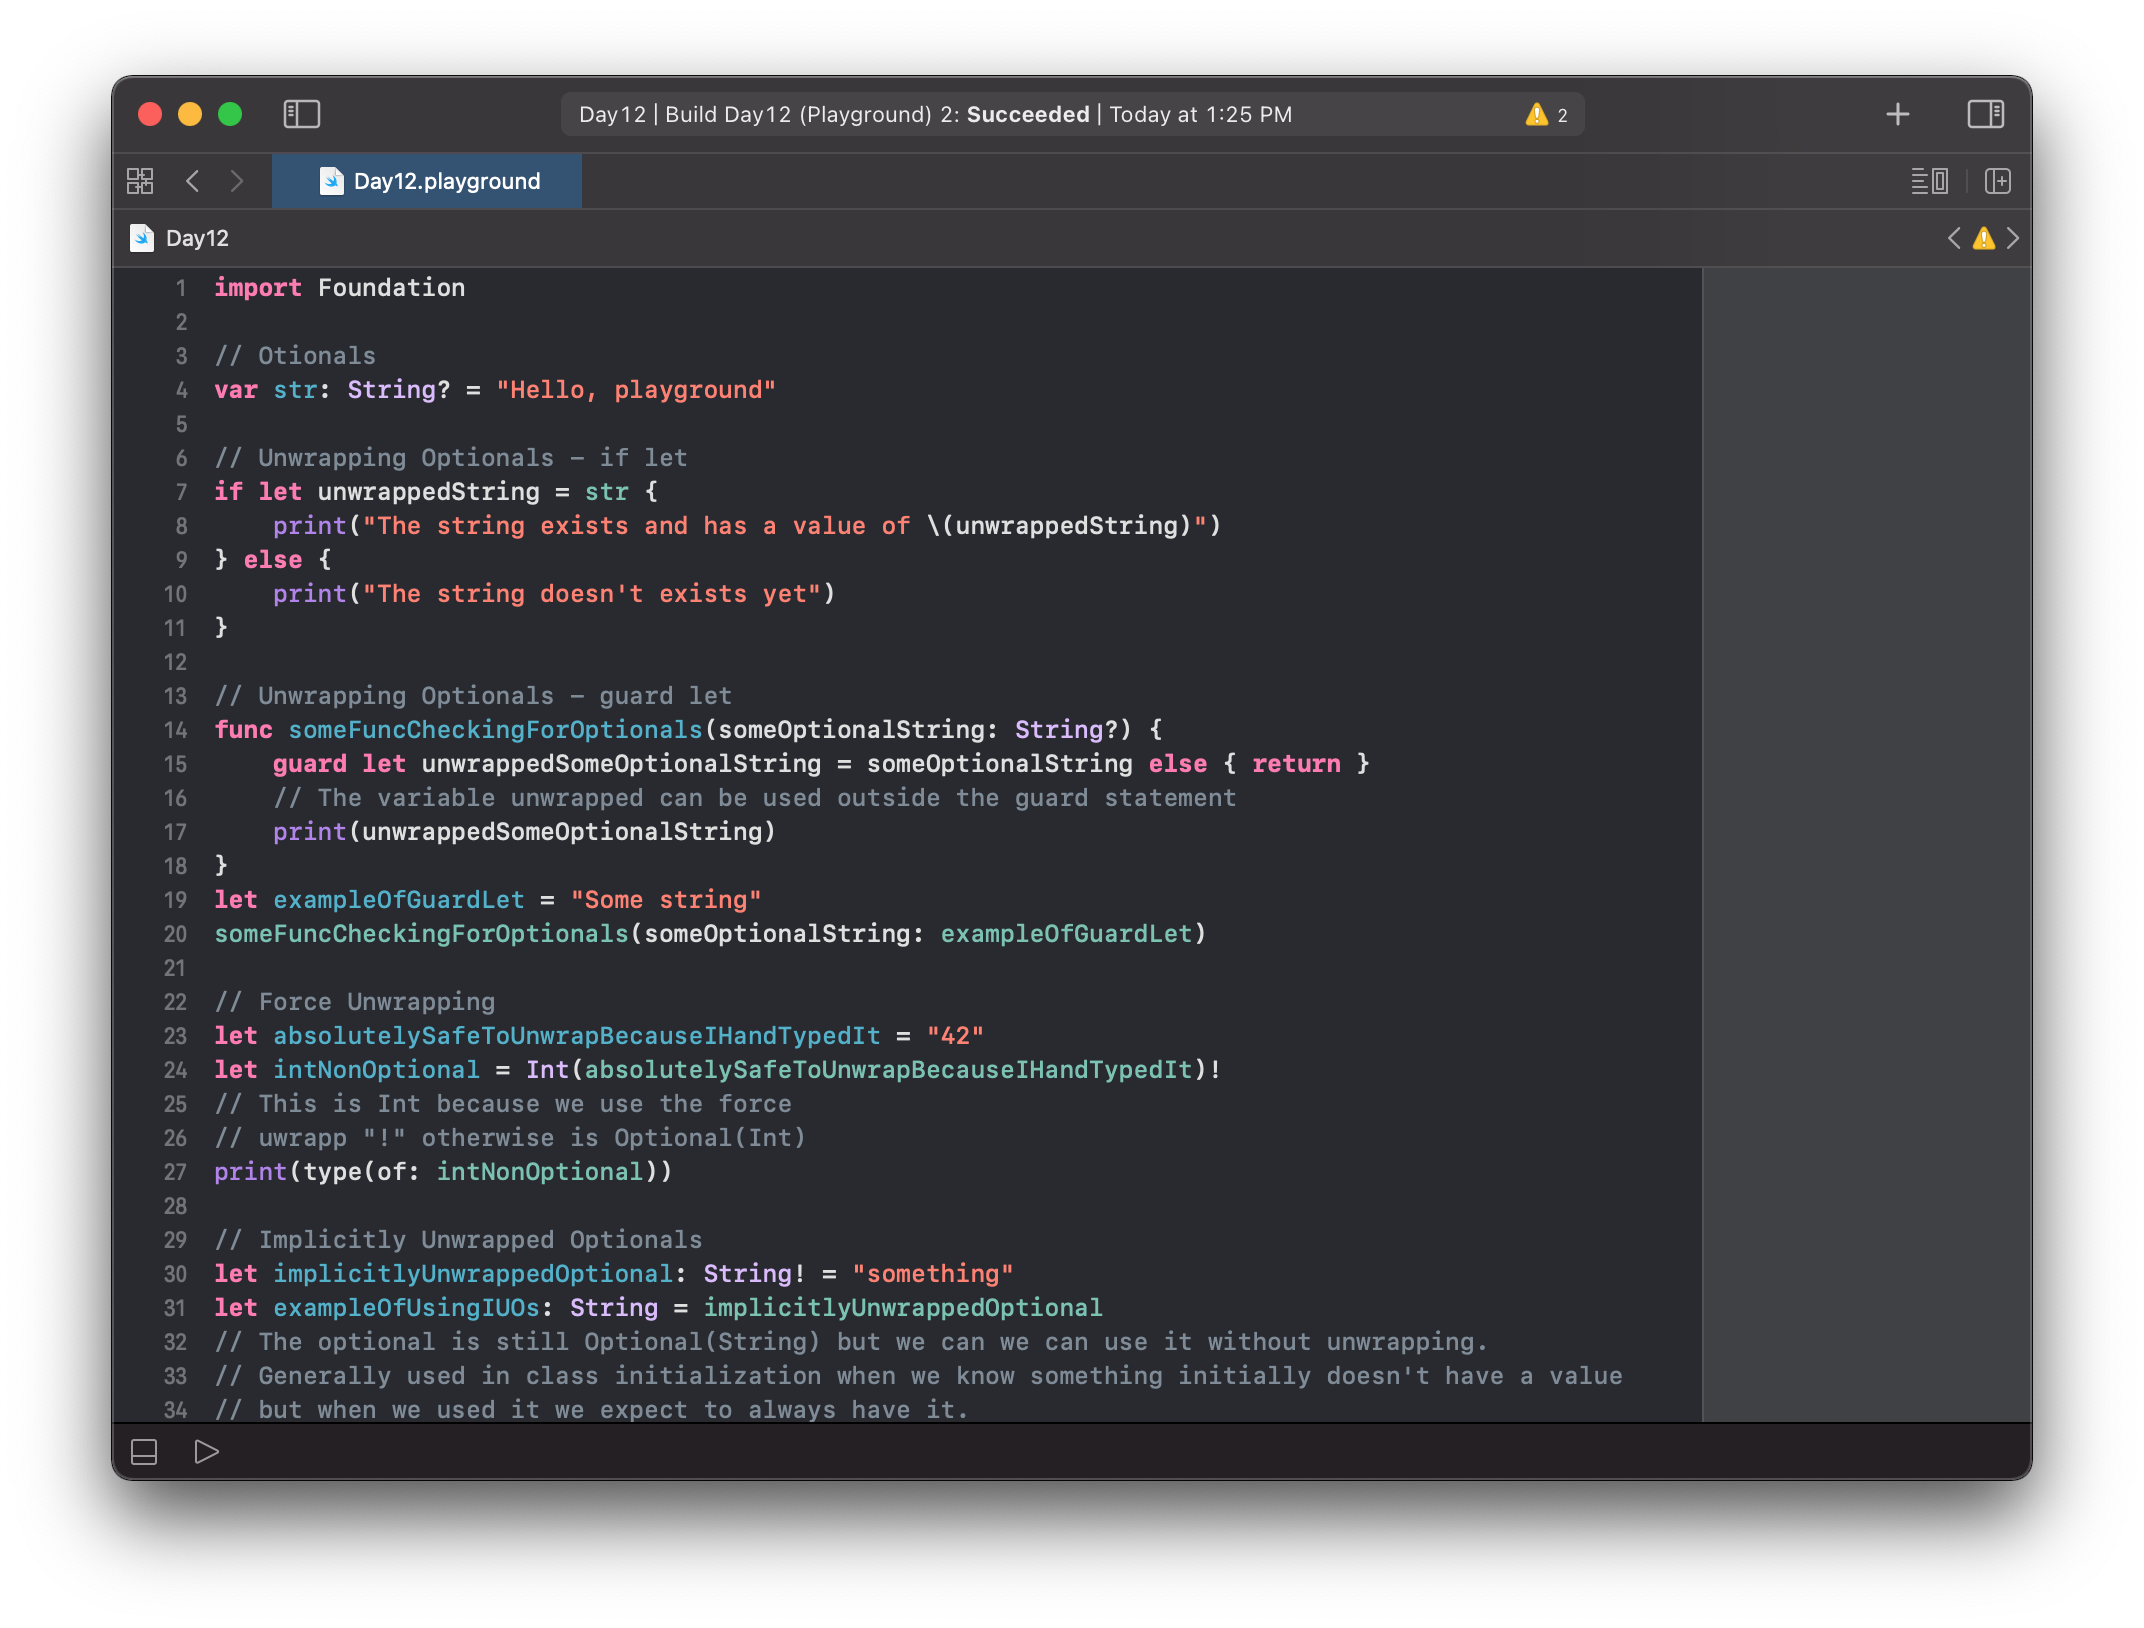 Day12 | Build Day12 (Playground) 2: Succeeded | Today at 1:25 PM 2
Day12.playground
Day12
1 import Foundation
2
3 // Otionals
4 var str: String? = "Hello, playground"
5
6 // Unwrapping Optionals – if let
7 if let unwrappedString = str {
8     print("The string exists and has a value of \(unwrappedString)")
9 } else {
10     print("The string doesn't exists yet")
11 }
12
13 // Unwrapping Optionals – guard let
14 func someFuncCheckingForOptionals(someOptionalString: String?) {
15     guard let unwrappedSomeOptionalString = someOptionalString else { return }
16     // The variable unwrapped can be used outside the guard statement
17     print(unwrappedSomeOptionalString)
18 }
19 let exampleOfGuardLet = "Some string"
20 someFuncCheckingForOptionals(someOptionalString: exampleOfGuardLet)
21
22 // Force Unwrapping
23 let absolutelySafeToUnwrapBecauseIHandTypedIt = "42"
24 let intNonOptional = Int(absolutelySafeToUnwrapBecauseIHandTypedIt)!
25 // This is Int because we use the force
26 // uwrapp "!" otherwise is Optional(Int)
27 print(type(of: intNonOptional))
28
29 // Implicitly Unwrapped Optionals
30 let implicitlyUnwrappedOptional: String! = "something"
31 let exampleOfUsingIUOs: String = implicitlyUnwrappedOptional
32 // The optional is still Optional(String) but we can we can use it without unwrapping.
33 // Generally used in class initialization when we know something initially doesn't have a value
34 // but when we used it we expect to always have it.